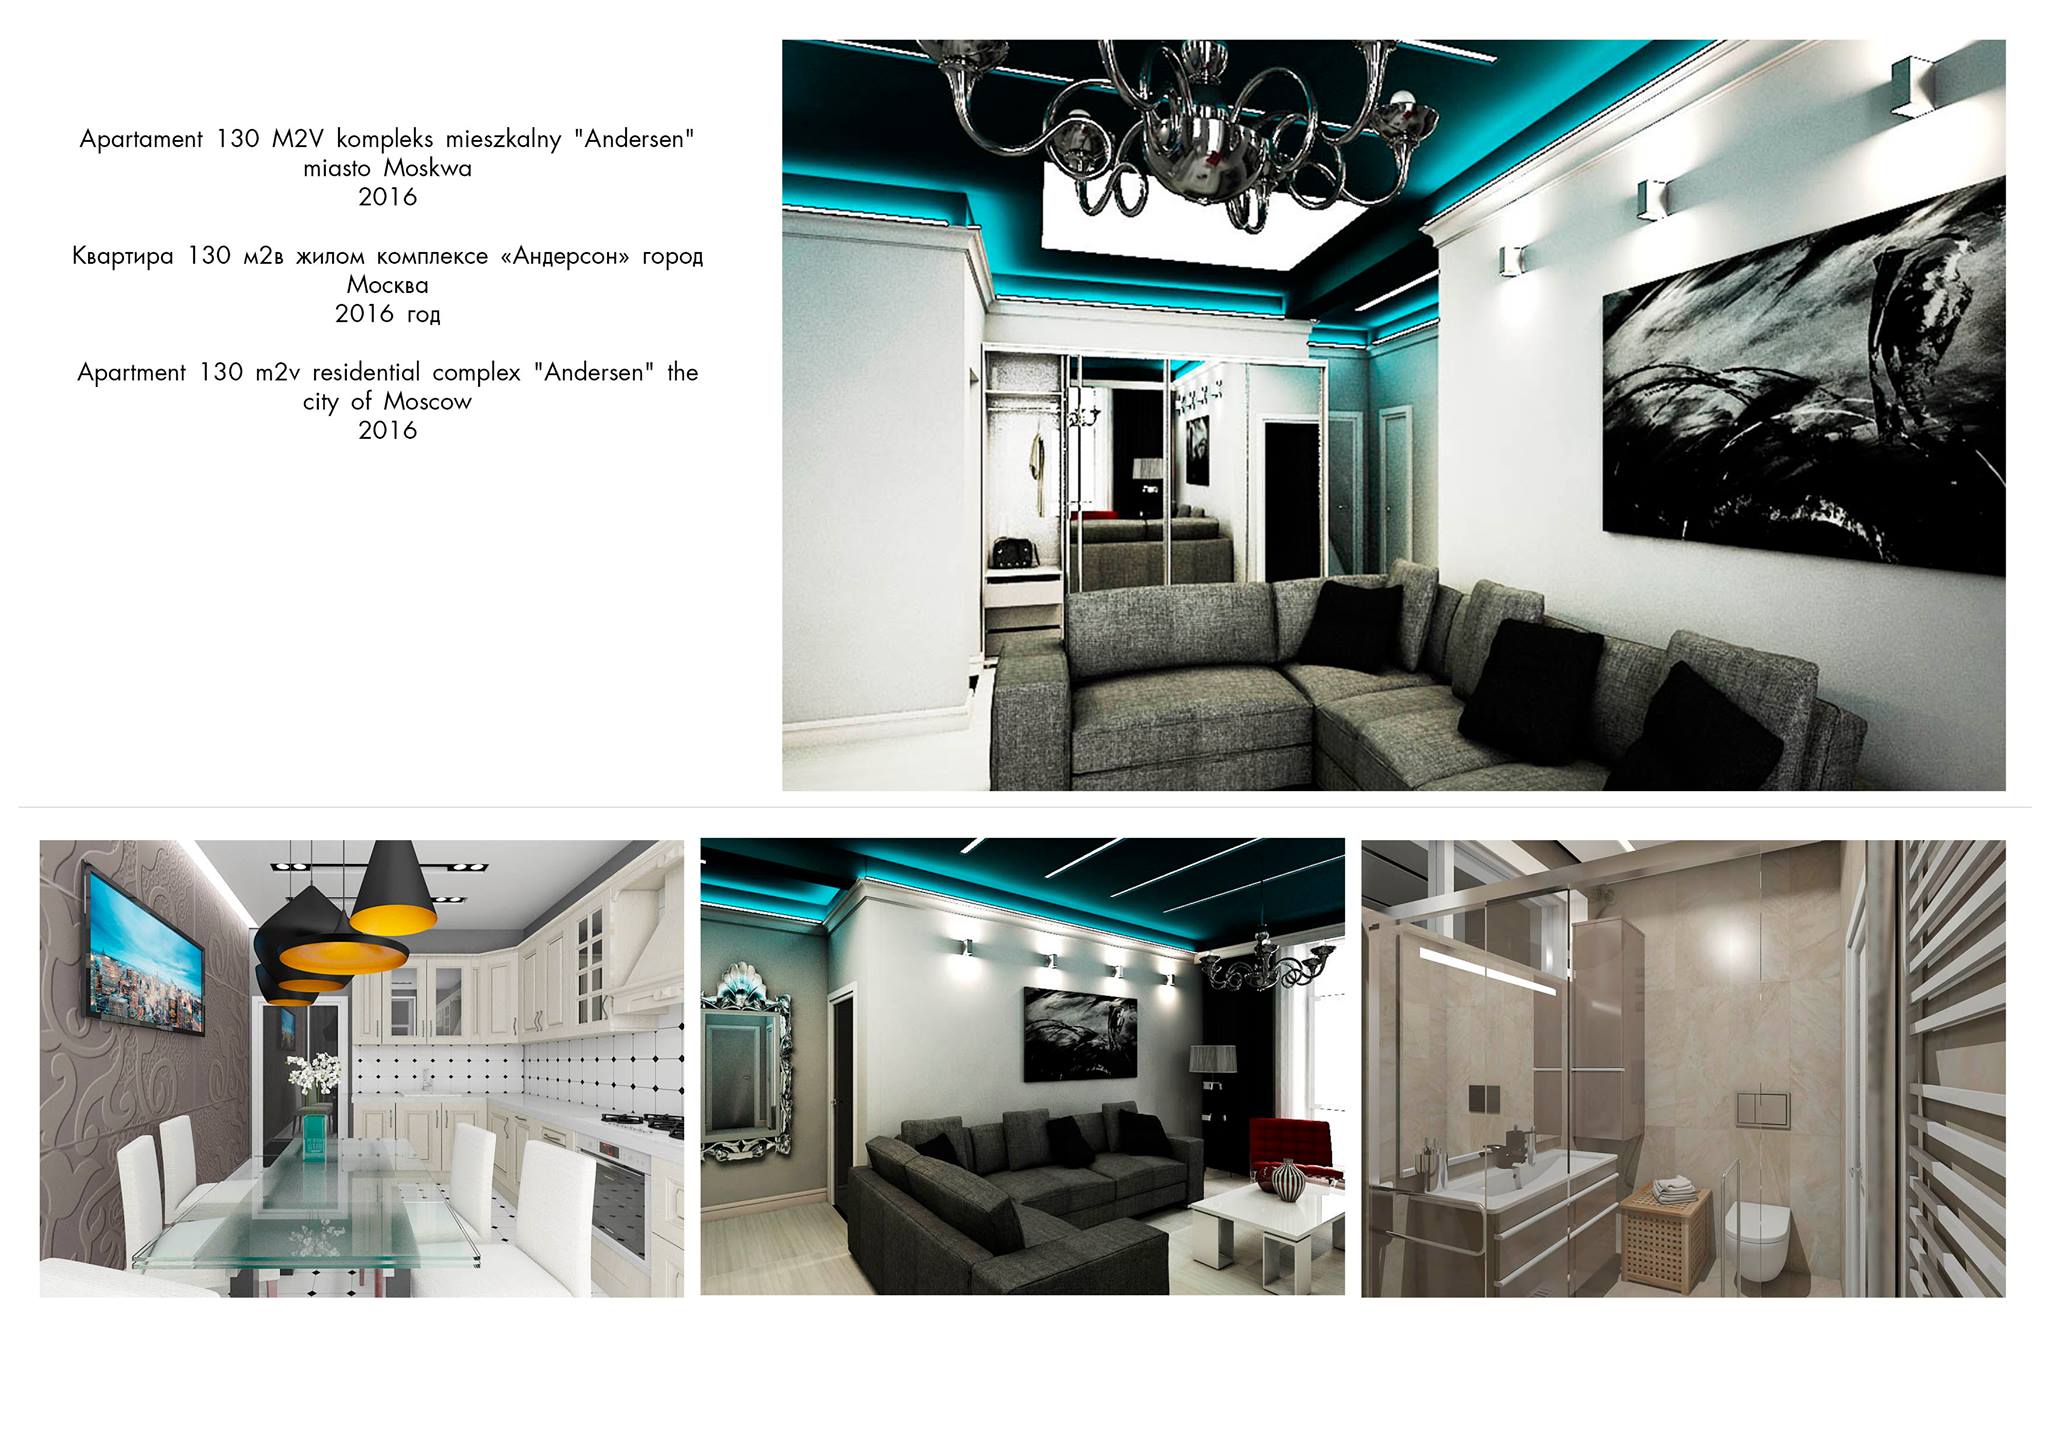 Apartament 130 M2V kompleks mieszkalny "Andersen"
miasto Moskwa
2016
Квартира 130 м2в жилом комплексе «Андерсон» город
Москва
2016 год
Apartment 130 m2v residential complex "Andersen" the
city of Moscow
2016